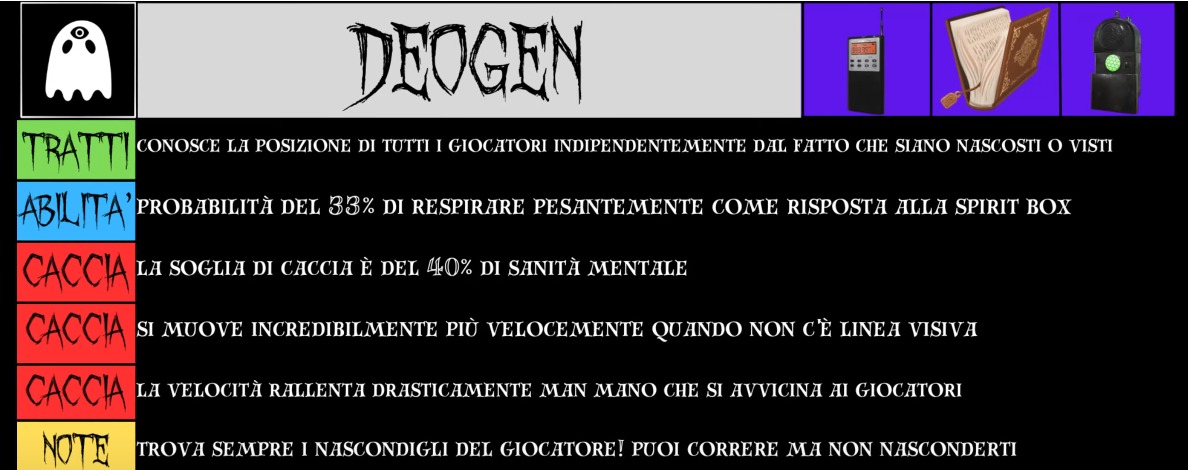 DEOGEN
TRATTI CONOSCE LA POSIZIONE DI TUTTI I GIOCATORI INDIPENDENTEMENTE DAL FATTO CHE SIANO NASCOSTI O VISTI
ABILITA' PROBABILITÀ DEL 33% DI RESPIRARE PESANTEMENTE COME RISPOSTA ALLA SPIRIT BOX
CACCIA LA SOGLIA DI CACCIA È DEL 40% DI SANITÀ MENTALE
CACCIA SI MUOVE INCREDIBILMENTE PIÙ VELOCEMENTE QUANDO NON C'È LINEA VISIVA
CACCIA LA VELOCITÀ RALLENTA DRASTICAMENTE MAN MANO CHE SI AVVICINA AI GIOCATORI
NOTE TROVA SEMPRE I NASCONDIGLI DEL GIOCATORE! PUOI CORRERE MA NON NASCONDERTI